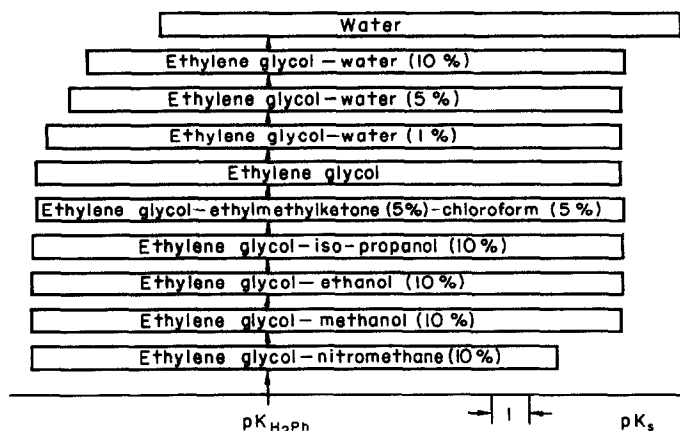 Water
Ethylene glycol–water (10%)
Ethylene glycol–water (5%)
Ethylene glycol–water (1%)
Ethylene glycol
Ethylene glycol–ethylmethylketone (5%)–chloroform (5%)
Ethylene glycol–iso–propanol (10%)
Ethylene glycol–ethanol (10%)
Ethylene glycol–methanol (10%)
Ethylene glycol–nitromethane (10%)
pK_H₂Ph 1 pK_s